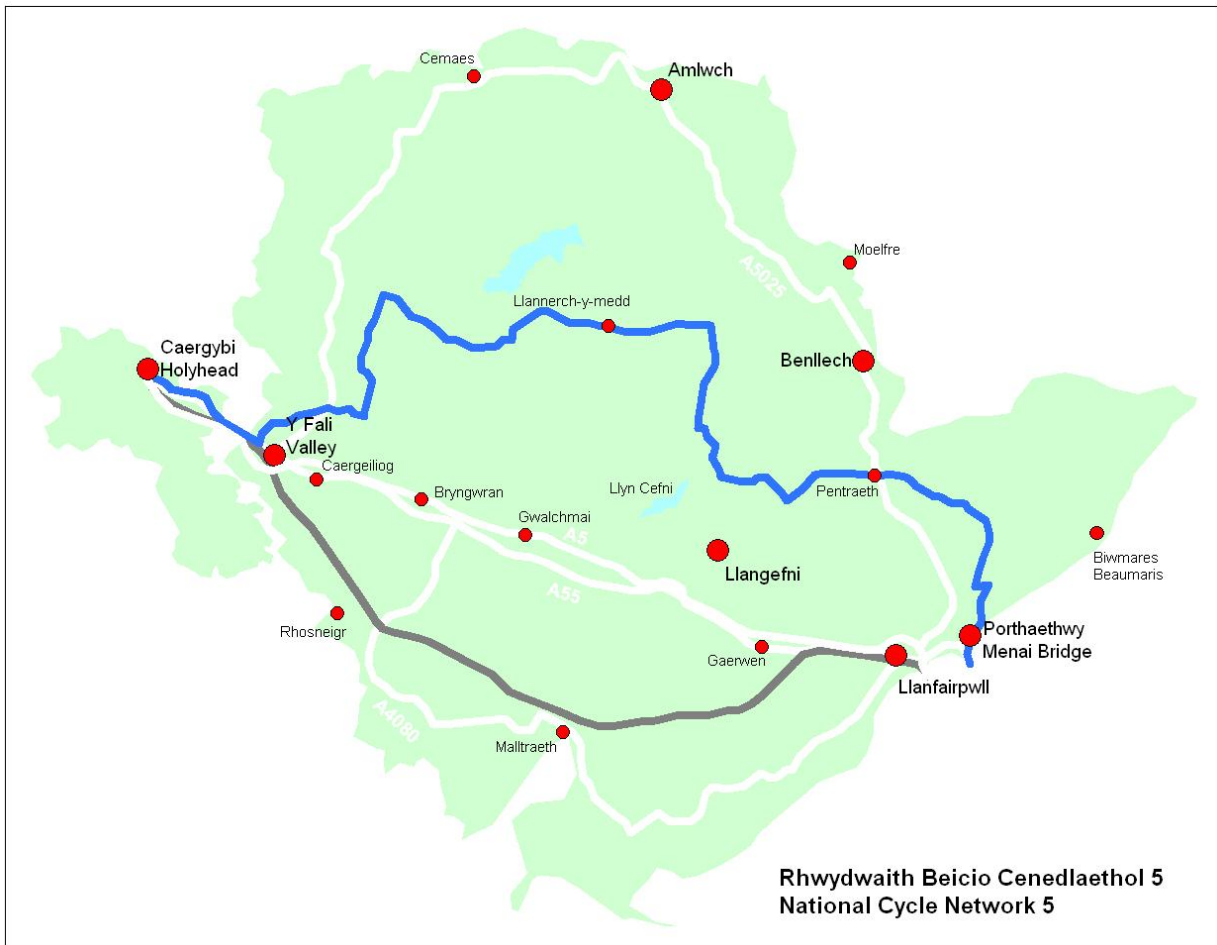 Cemaes
Amlwch
Moelfre
A5025
Llannerch-y-medd
Caergybi
Holyhead
Benllech
Y Fali
Valley
Caergeiliog
Bryngwran
Llyn Cefni
Pentraeth
Gwalchmai
A5
Llangefni
Biwmares
Beaumaris
A55
Rhosneigr
Porthaethwy
Menai Bridge
Gaerwen
Llanfairpwll
A4080
Malltraeth
Rhwydwaith Beicio Cenedlaethol 5
National Cycle Network 5